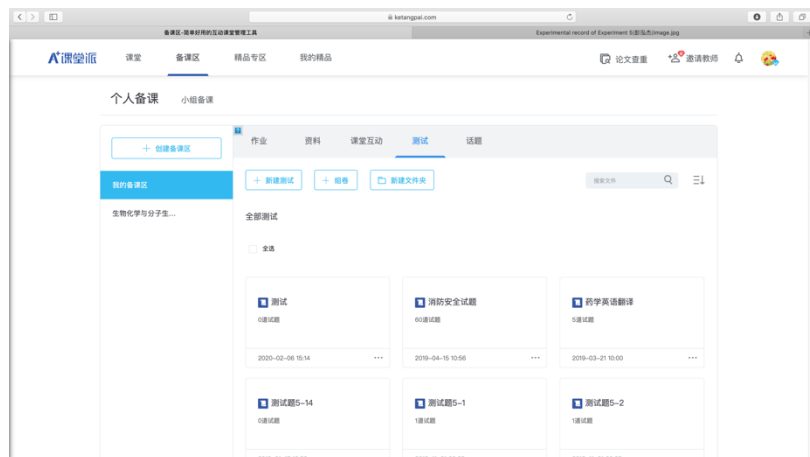 ketangpai.com
备课区-简单好用的互动课堂管理工具
Experimental record of Experiment 5(彭泓杰)/image.jpg
课堂派 课堂 备课区 精品专区 我的精品 论文查重 邀请教师
个人备课 小组备课
+ 创建备课区
作业 资料 课堂互动 测试 话题
我的备课区
+ 新建测试 + 组卷 新建文件夹 搜索文件
生物化学与分子生...
全部测试
全选
测试 消防安全试题 药学英语翻译
0道试题 60道试题 5道试题
2020-02-06 15:14 ··· 2019-04-15 10:56 ··· 2019-03-21 10:00 ···
测试题5-14 测试题5-1 测试题5-2
0道试题 1道试题 1道试题